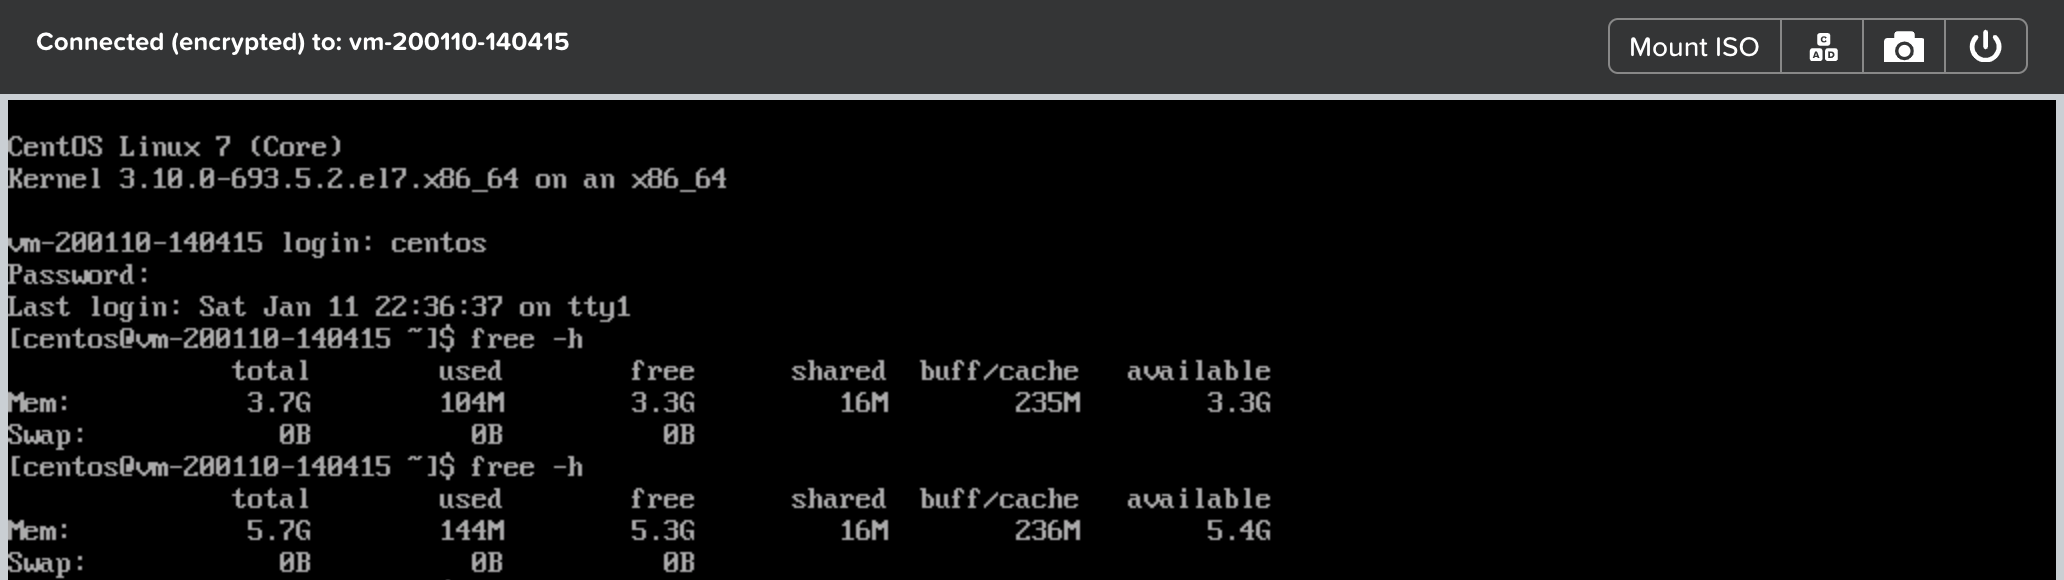 Connected (encrypted) to: vm-200110-140415
Mount ISO
C
A D
CentOS Linux 7 (Core)
Kernel 3.10.0-693.5.2.el7.x86_64 on an x86_64
vm-200110-140415 login: centos
Password:
Last login: Sat Jan 11 22:36:37 on tty1
[centos@vm-200110-140415 ~]$ free -h
total used free shared buff/cache available
Mem: 3.7G 104M 3.3G 16M 235M 3.3G
Swap: 0B 0B 0B
[centos@vm-200110-140415 ~]$ free -h
total used free shared buff/cache available
Mem: 5.7G 144M 5.3G 16M 236M 5.4G
Swap: 0B 0B 0B